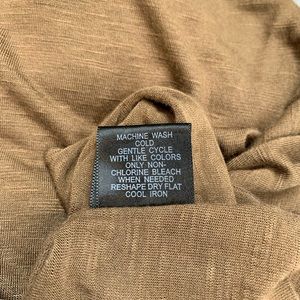 MACHINE WASH
COLD
GENTLE CYCLE
WITH LIKE COLORS
ONLY NON-
CHLORINE BLEACH
WHEN NEEDED
RESHAPE DRY FLAT
COOL IRON